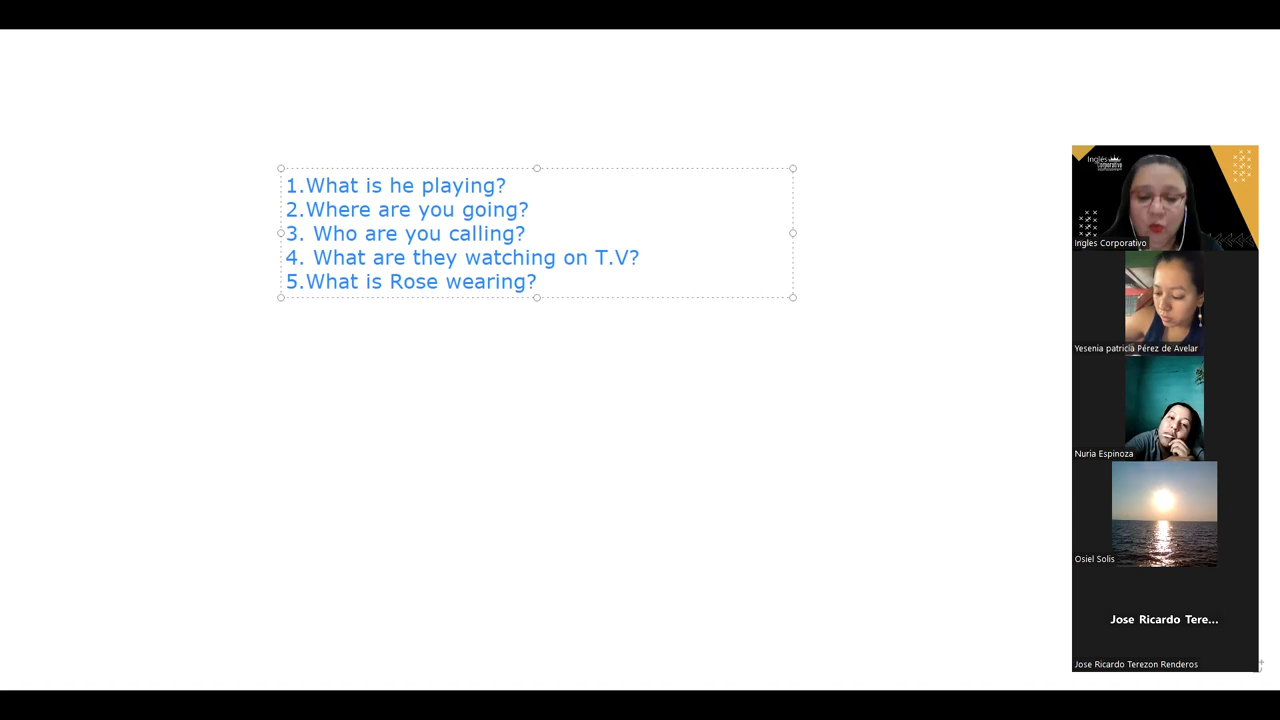 1.What is he playing?
2.Where are you going?
3. Who are you calling?
4. What are they watching on T.V?
5.What is Rose wearing?
Inglés
Corporativo
Ingles Corporativo
Yesenia patricia Pérez de Avelar
Nuria Espinoza
Osiel Solis
Jose Ricardo Tere...
Jose Ricardo Terezon Renderos